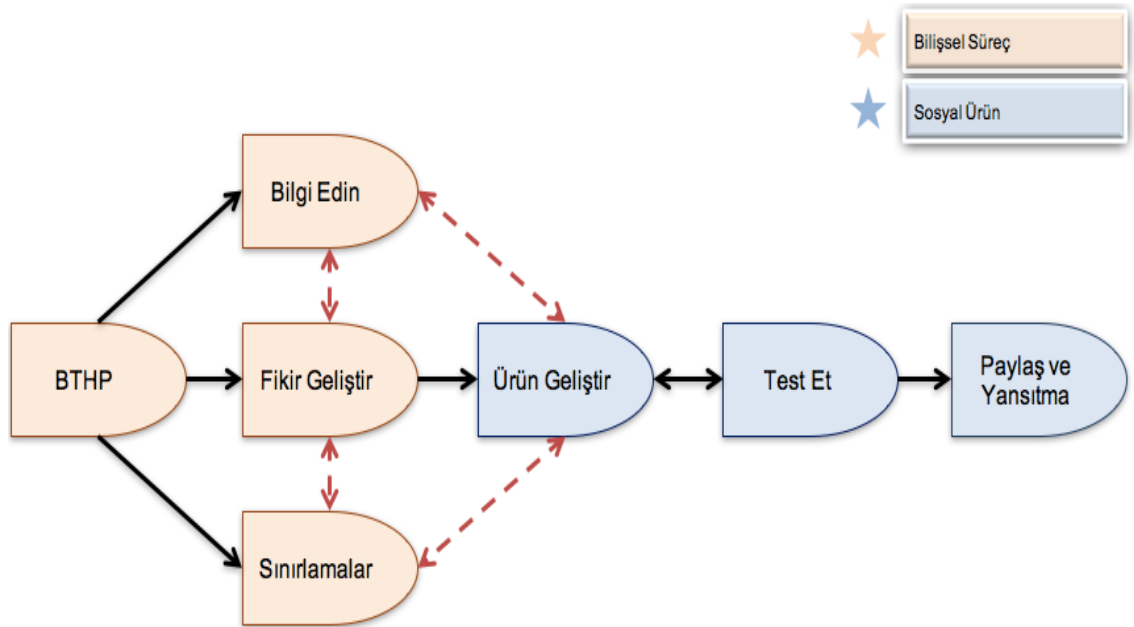 Bilişsel Süreç
Sosyal Ürün
Bilgi Edin
BTHP
Fikir Geliştir
Ürün Geliştir
Test Et
Paylaş ve
Yansıtma
Sınırlamalar